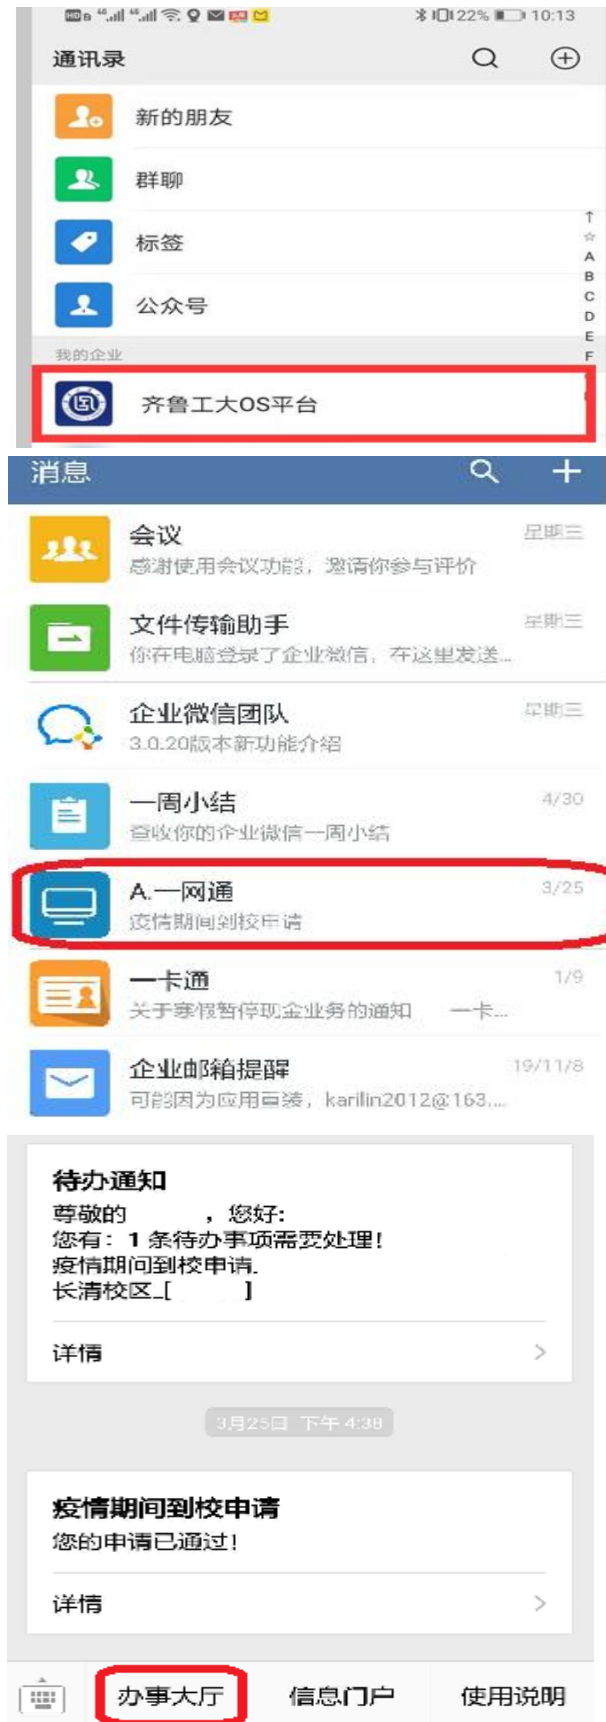 22% 10:13
通讯录
新的朋友
群聊
标签
公众号
↑
☆
A
B
C
D
E
F
我的企业
齐鲁工大OS平台
消息
会议 星期三
感谢使用会议功能，邀请你参与评价
文件传输助手 星期三
你在电脑登录了企业微信，在这里发送...
企业微信团队 星期三
3.0.20版本新功能介绍
一周小结 4/30
查收你的企业微信一周小结
A.一网通 3/25
疫情期间到校申请
一卡通 1/9
关于寒假暂停现金业务的通知 一卡...
企业邮箱提醒 19/11/8
可能因为应用重装，karilin2012@163....
待办通知
尊敬的 ，您好:
您有: 1 条待办事项需要处理!
疫情期间到校申请.
长清校区_[ ]
详情
3月25日 下午 4:38
疫情期间到校申请
您的申请已通过!
详情
办事大厅 信息门户 使用说明